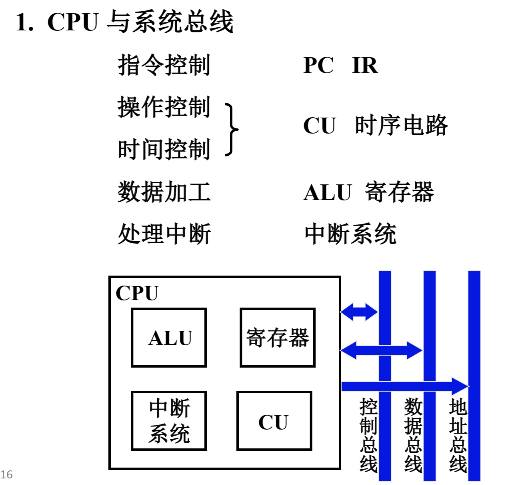 1. CPU 与系统总线
指令控制 PC IR
操作控制
CU 时序电路
时间控制
数据加工 ALU 寄存器
处理中断 中断系统
CPU
ALU
寄存器
中断
系统
CU
控制总线
数据总线
地址总线
16